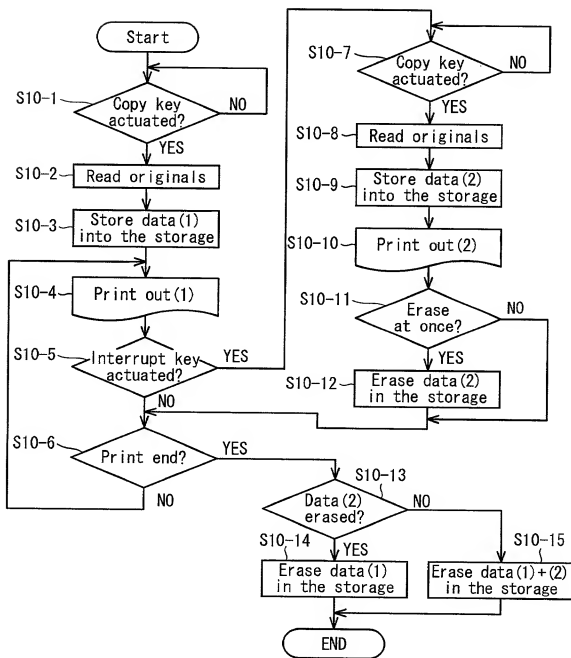 Start
S10-1
Copy key
actuated?
NO
YES
S10-2
Read originals
S10-3
Store data(1)
into the storage
S10-4
Print out(1)
S10-5
Interrupt key
actuated?
YES
NO
S10-6
Print end?
YES
NO
S10-7
Copy key
actuated?
NO
YES
S10-8
Read originals
S10-9
Store data(2)
into the storage
S10-10
Print out(2)
S10-11
Erase
at once?
NO
YES
S10-12
Erase data(2)
in the storage
S10-13
Data(2)
erased?
NO
YES
S10-14
Erase data(1)
in the storage
S10-15
Erase data(1)+(2)
in the storage
END